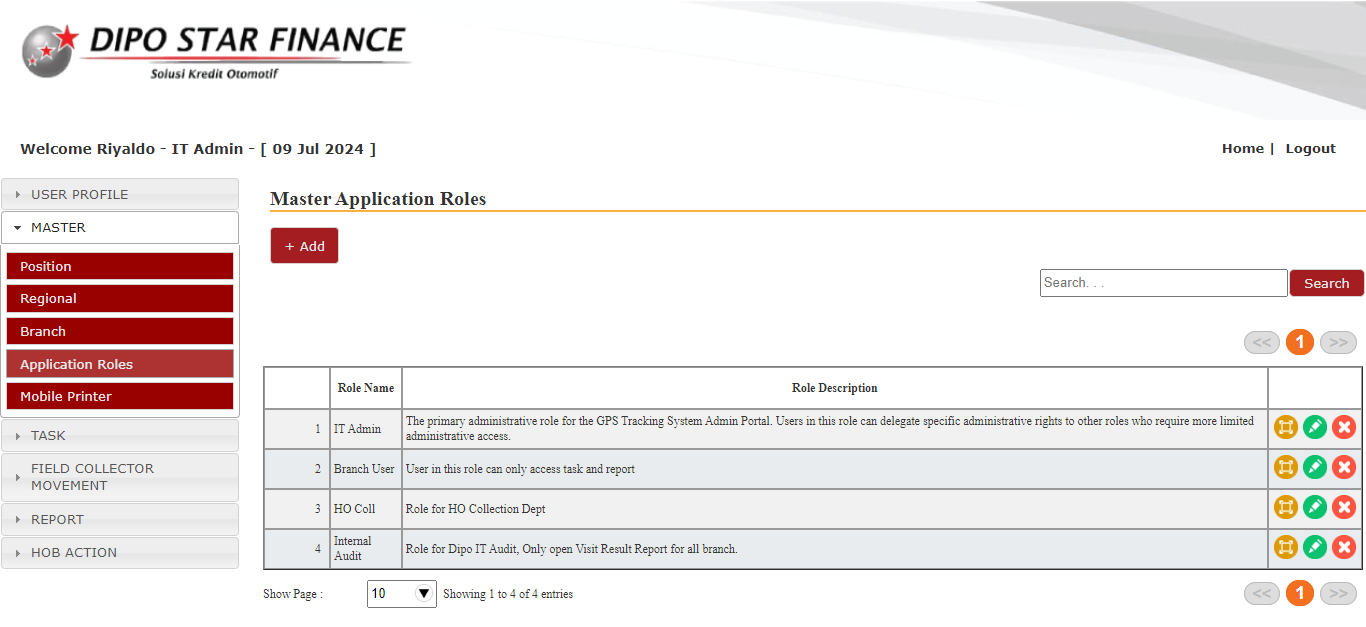 DIPO STAR FINANCE
Solusi Kredit Otomotif
Welcome Riyaldo - IT Admin - [ 09 Jul 2024 ]
Home | Logout
USER PROFILE
MASTER
Position
Regional
Branch
Application Roles
Mobile Printer
TASK
FIELD COLLECTOR
MOVEMENT
REPORT
HOB ACTION
Master Application Roles
+ Add
Search. . .
Search
<< 1 >>
Role Name Role Description
1 IT Admin The primary administrative role for the GPS Tracking System Admin Portal. Users in this role can delegate specific administrative rights to other roles who require more limited
administrative access.
2 Branch User User in this role can only access task and report
3 HO Coll Role for HO Collection Dept
4 Internal
Audit Role for Dipo IT Audit, Only open Visit Result Report for all branch.
Show Page : 10 Showing 1 to 4 of 4 entries
<< 1 >>